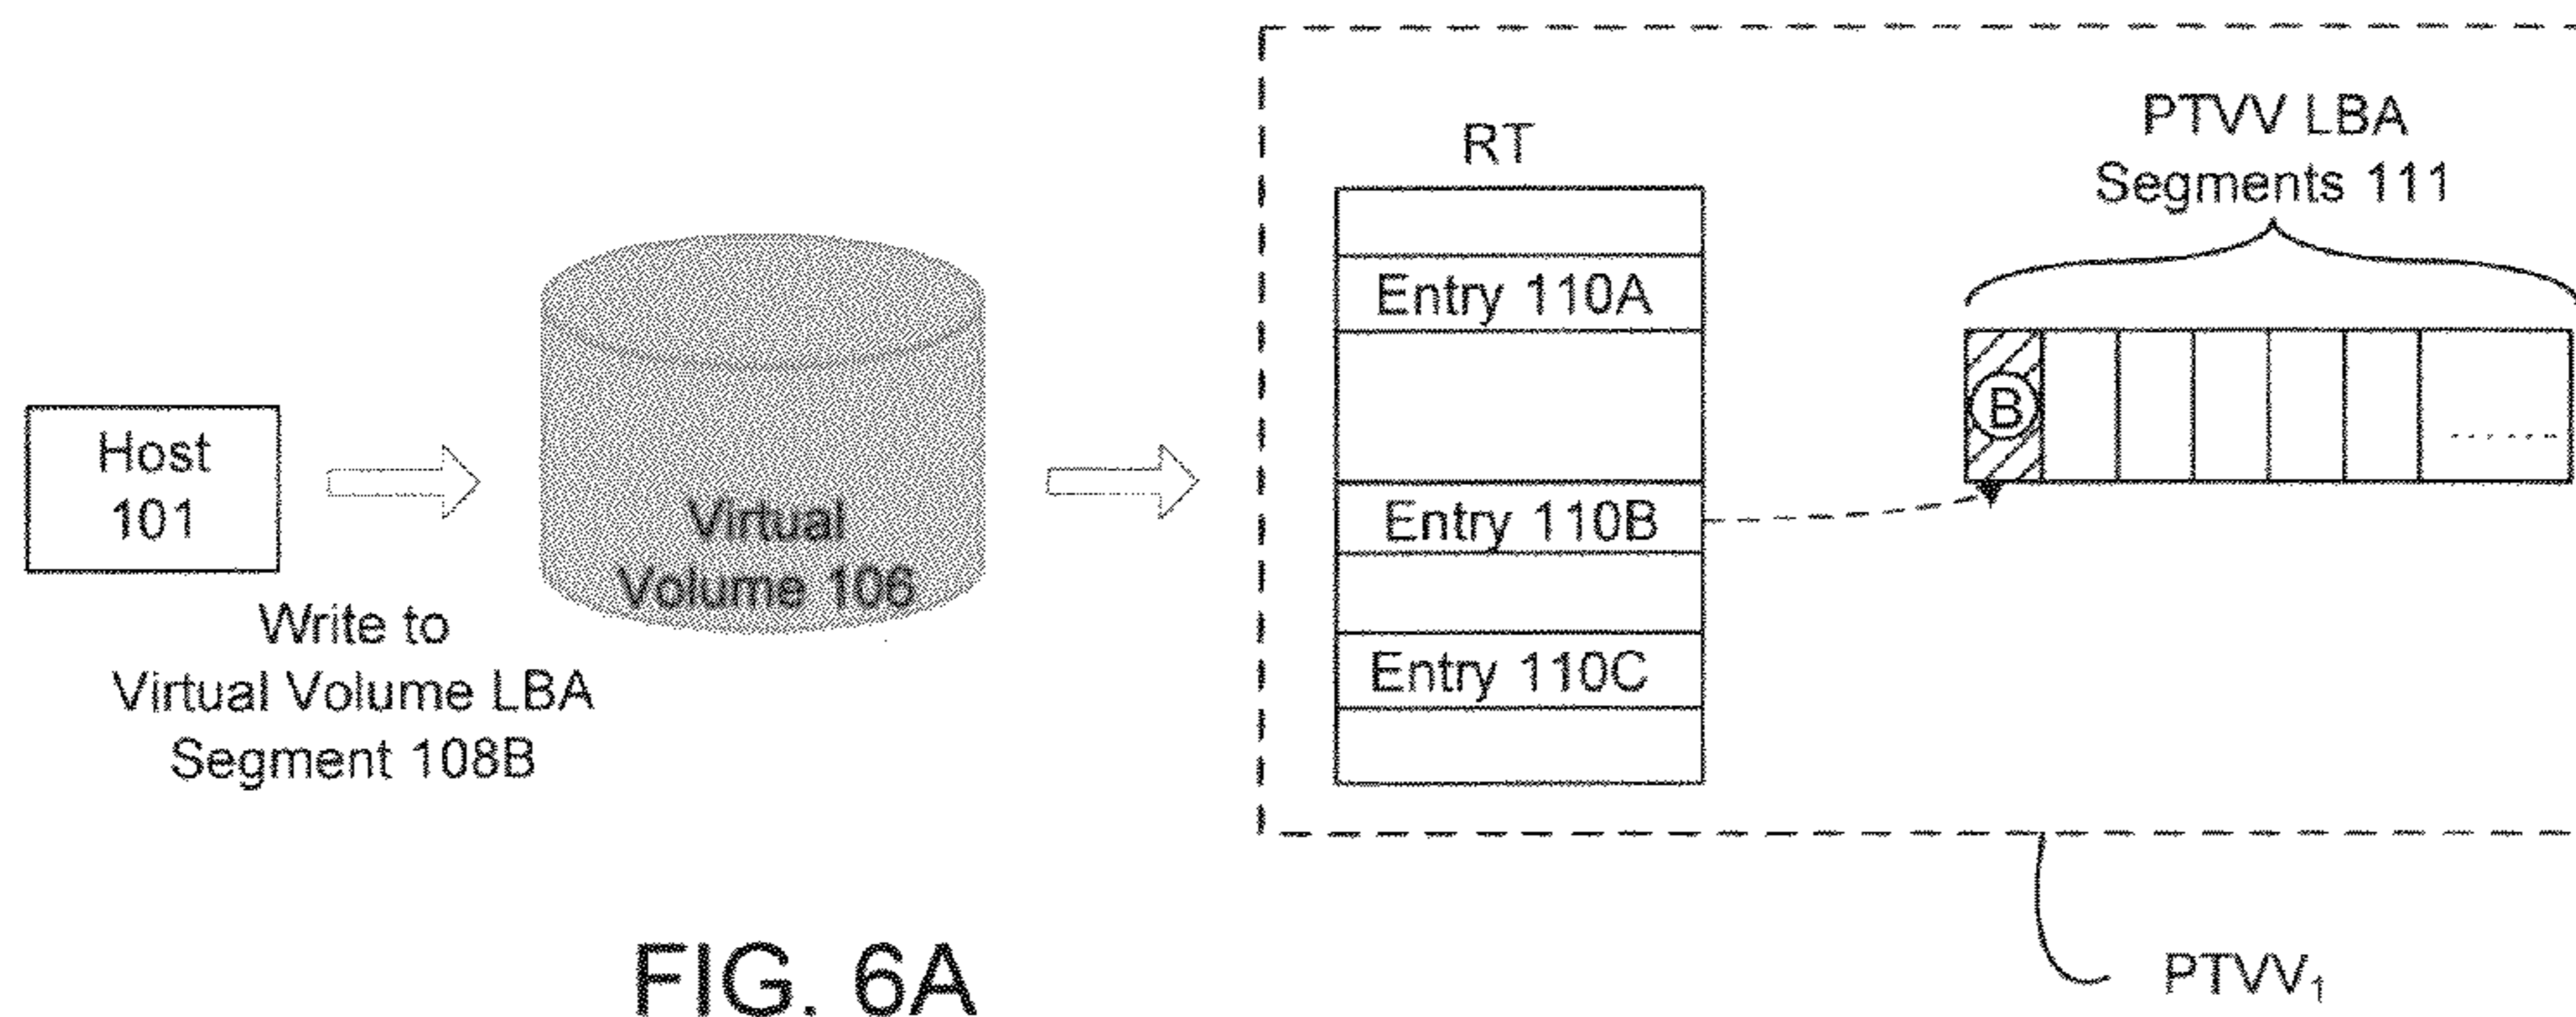 Host
101
Write to
Virtual Volume LBA
Segment 108B
Virtual
Volume 106
RT
Entry 110A
Entry 110B
Entry 110C
PTVV LBA
Segments 111
B
PTVV₁
FIG. 6A